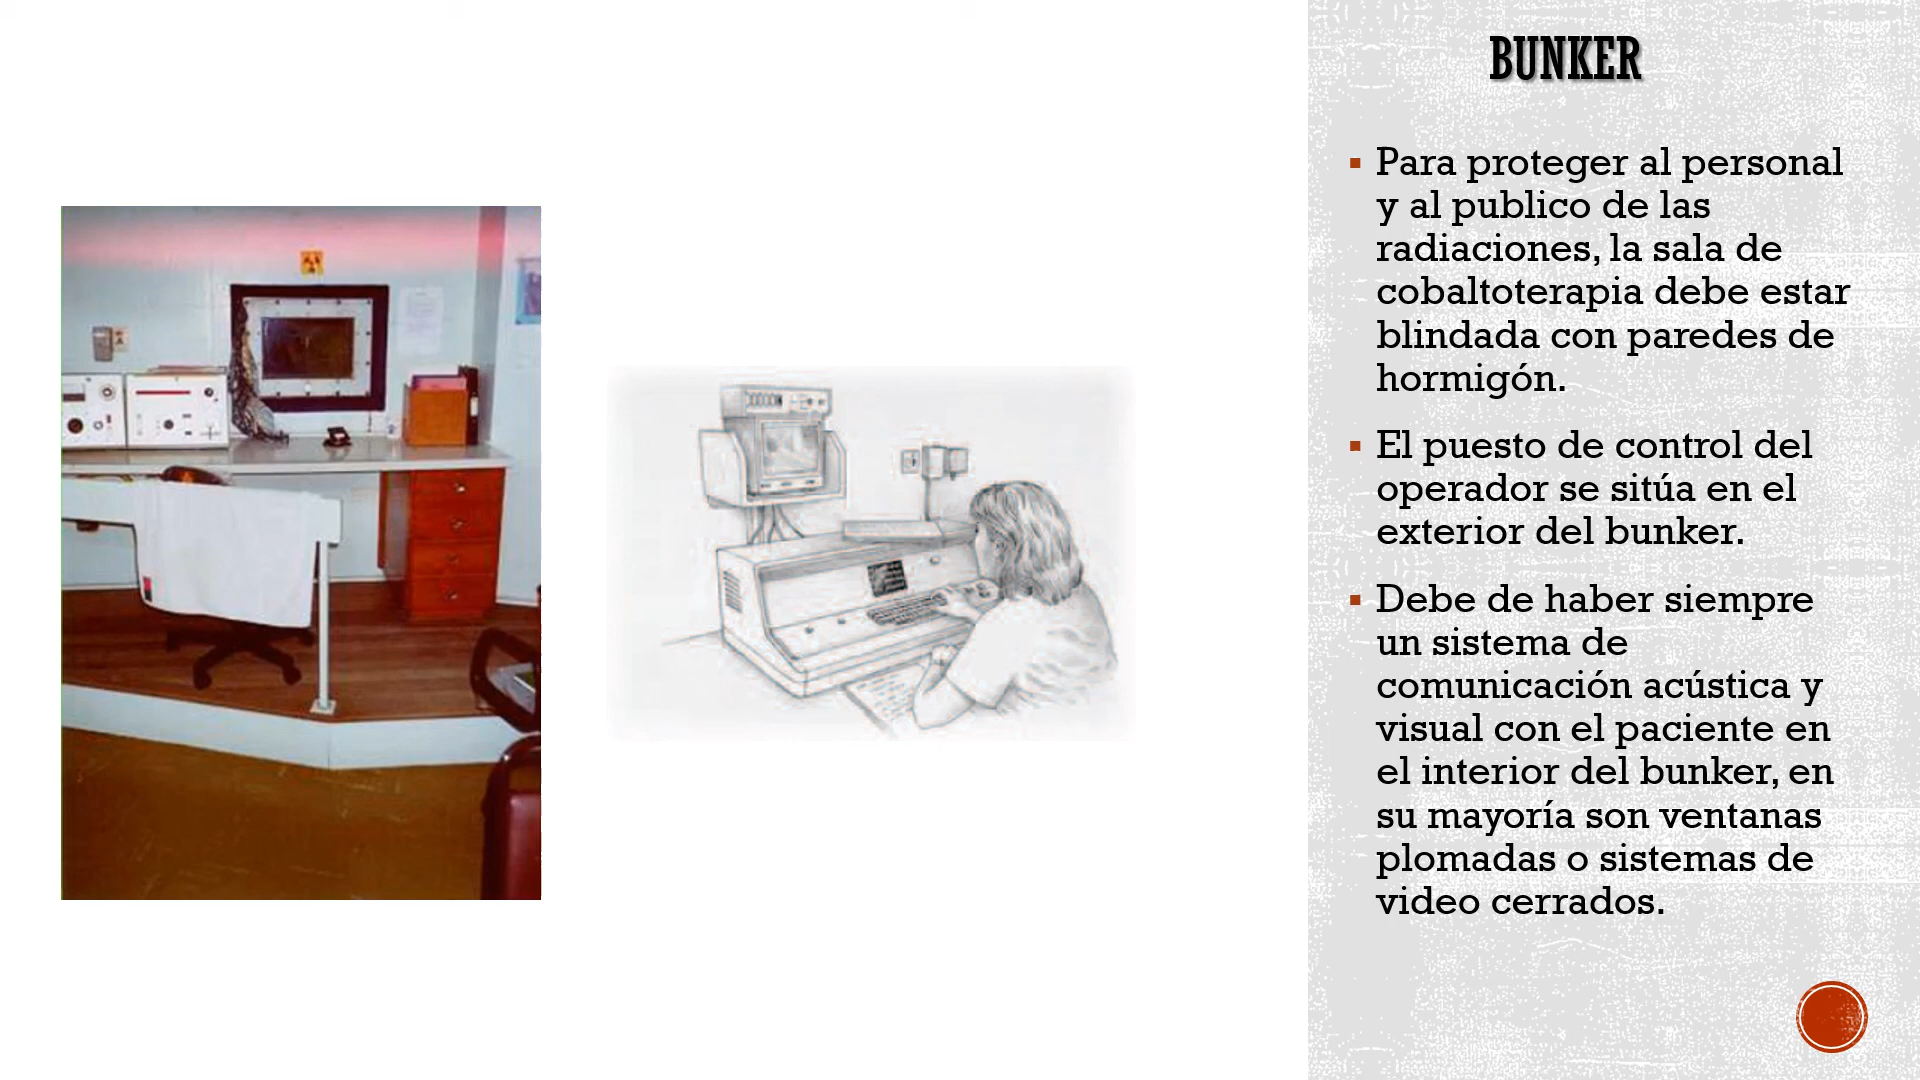 BUNKER
Para proteger al personal
y al publico de las
radiaciones, la sala de
cobaltoterapia debe estar
blindada con paredes de
hormigón.
El puesto de control del
operador se sitúa en el
exterior del bunker.
Debe de haber siempre
un sistema de
comunicación acústica y
visual con el paciente en
el interior del bunker, en
su mayoría son ventanas
plomadas o sistemas de
video cerrados.